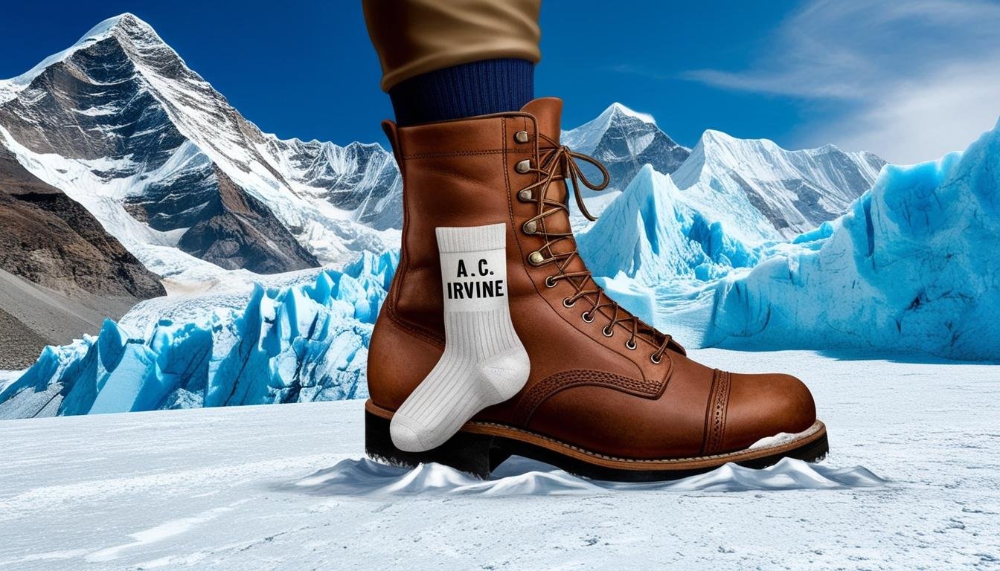 A. C.
IRVINE